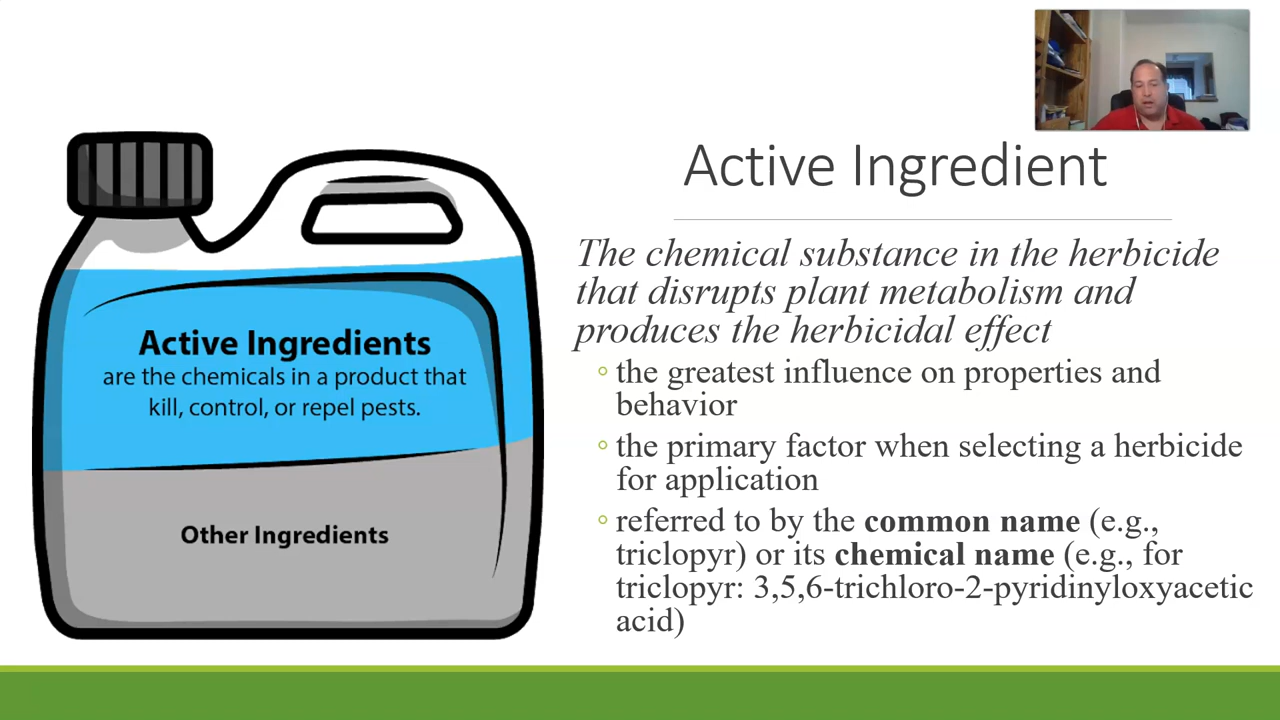 Active Ingredient
Active Ingredients
are the chemicals in a product that
kill, control, or repel pests.
Other Ingredients
The chemical substance in the herbicide
that disrupts plant metabolism and
produces the herbicidal effect
◦ the greatest influence on properties and
behavior
◦ the primary factor when selecting a herbicide
for application
◦ referred to by the common name (e.g.,
triclopyr) or its chemical name (e.g., for
triclopyr: 3,5,6-trichloro-2-pyridinyloxyacetic
acid)